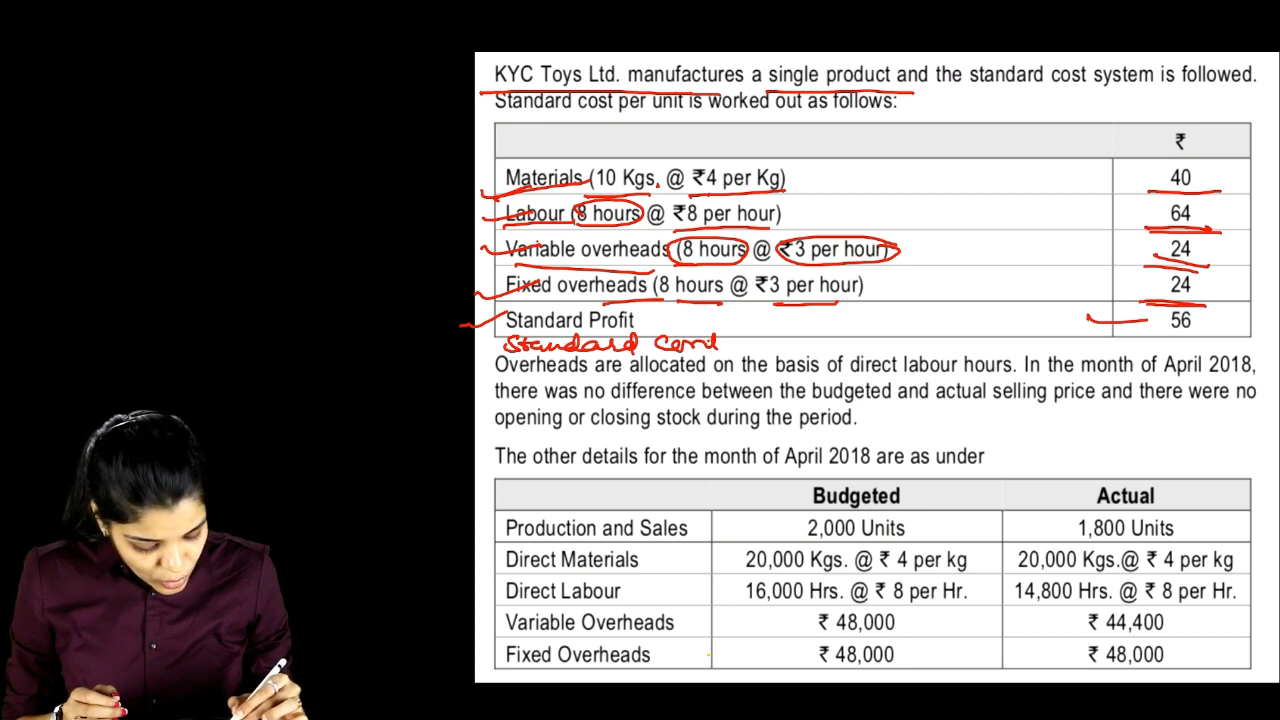 KYC Toys Ltd. manufactures a single product and the standard cost system is followed.
Standard cost per unit is worked out as follows:
₹
Materials (10 Kgs. @ ₹4 per Kg) 40
Labour (8 hours @ ₹8 per hour) 64
Variable overheads (8 hours @ ₹3 per hour) 24
Fixed overheads (8 hours @ ₹3 per hour) 24
Standard Profit 56
Standard
Overheads are allocated on the basis of direct labour hours. In the month of April 2018,
there was no difference between the budgeted and actual selling price and there were no
opening or closing stock during the period.
The other details for the month of April 2018 are as under
Budgeted Actual
Production and Sales 2,000 Units 1,800 Units
Direct Materials 20,000 Kgs. @ ₹ 4 per kg 20,000 Kgs.@ ₹ 4 per kg
Direct Labour 16,000 Hrs. @ ₹ 8 per Hr. 14,800 Hrs. @ ₹ 8 per Hr.
Variable Overheads ₹ 48,000 ₹ 44,400
Fixed Overheads ₹ 48,000 ₹ 48,000